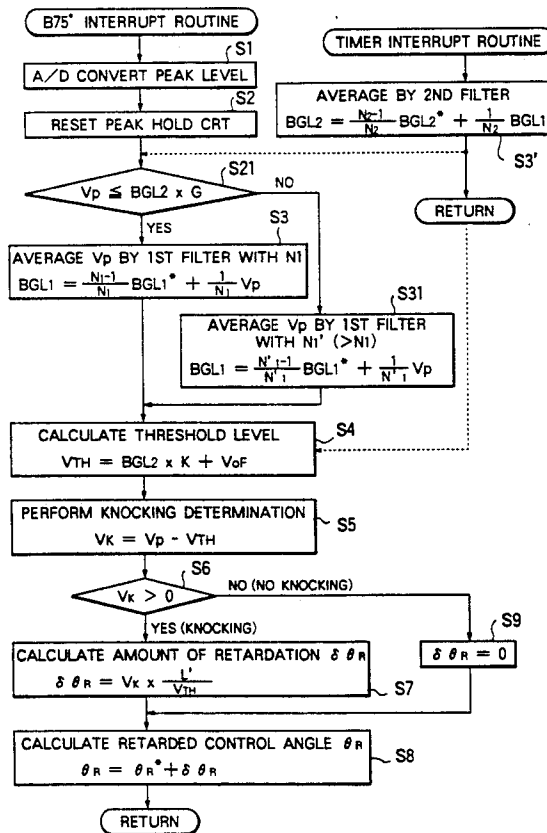 B75° INTERRUPT ROUTINE
S1
A/D CONVERT PEAK LEVEL
S2
RESET PEAK HOLD CRT
TIMER INTERRUPT ROUTINE
AVERAGE BY 2ND FILTER
BGL2 = N2-1/N2 BGL2* + 1/N2 BGL1
S3'
RETURN
S21
VP ≦ BGL2 x G
NO
YES
S3
AVERAGE VP BY 1ST FILTER WITH N1
BGL1 = N1-1/N1 BGL1* + 1/N1 VP
S31
AVERAGE VP BY 1ST FILTER
WITH N1' (>N1)
BGL1 = N'1-1/N'1 BGL1* + 1/N'1 VP
CALCULATE THRESHOLD LEVEL
S4
VTH = BGL2 x K + VOF
PERFORM KNOCKING DETERMINATION
S5
VK = VP - VTH
S6
VK > 0
NO (NO KNOCKING)
YES (KNOCKING)
S9
δθR = 0
CALCULATE AMOUNT OF RETARDATION δθR
δθR = VK x L'/VTH
S7
CALCULATE RETARDED CONTROL ANGLE θR
S8
θR = θR* + δθR
RETURN